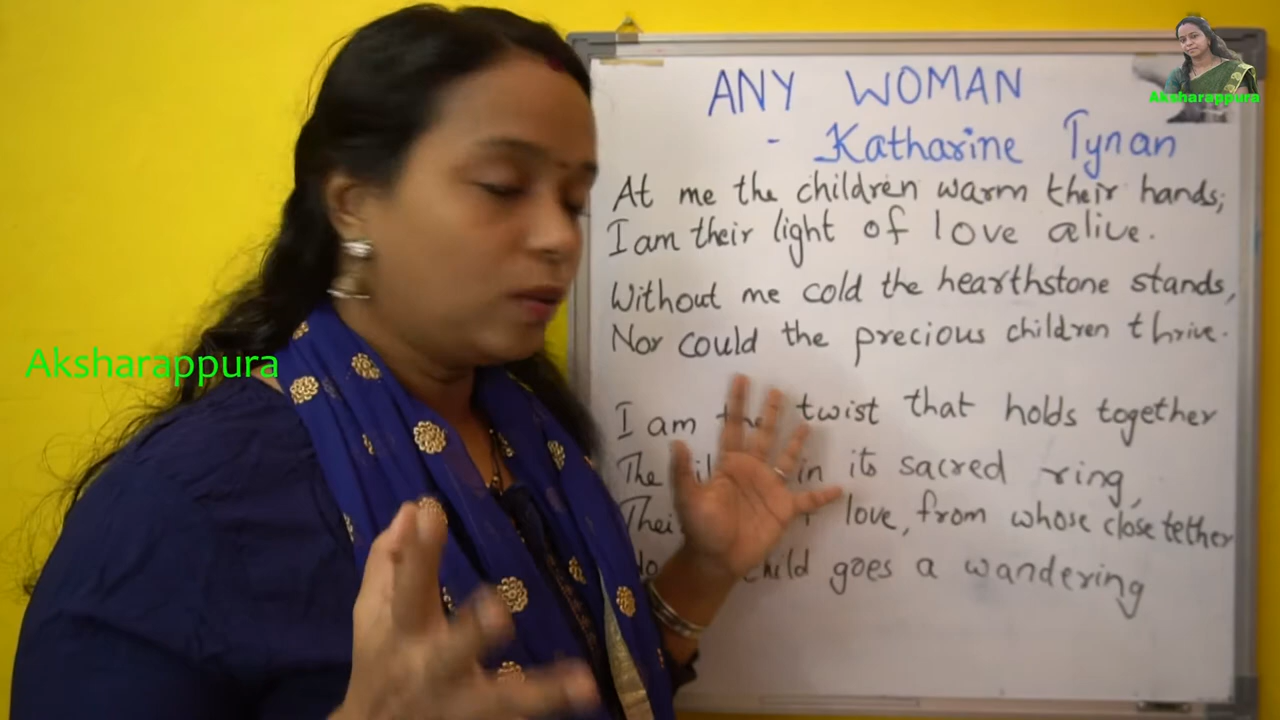 ANY WOMAN
- Katharine Tynan
At me the children warm their hands;
I am their light of love alive.
Without me cold the hearthstone stands,
Nor could the precious children thrive.
I am the twist that holds together
The in its sacred ring,
love, from whose close tether
child goes a wandering
Aksharappura
Aksharappura